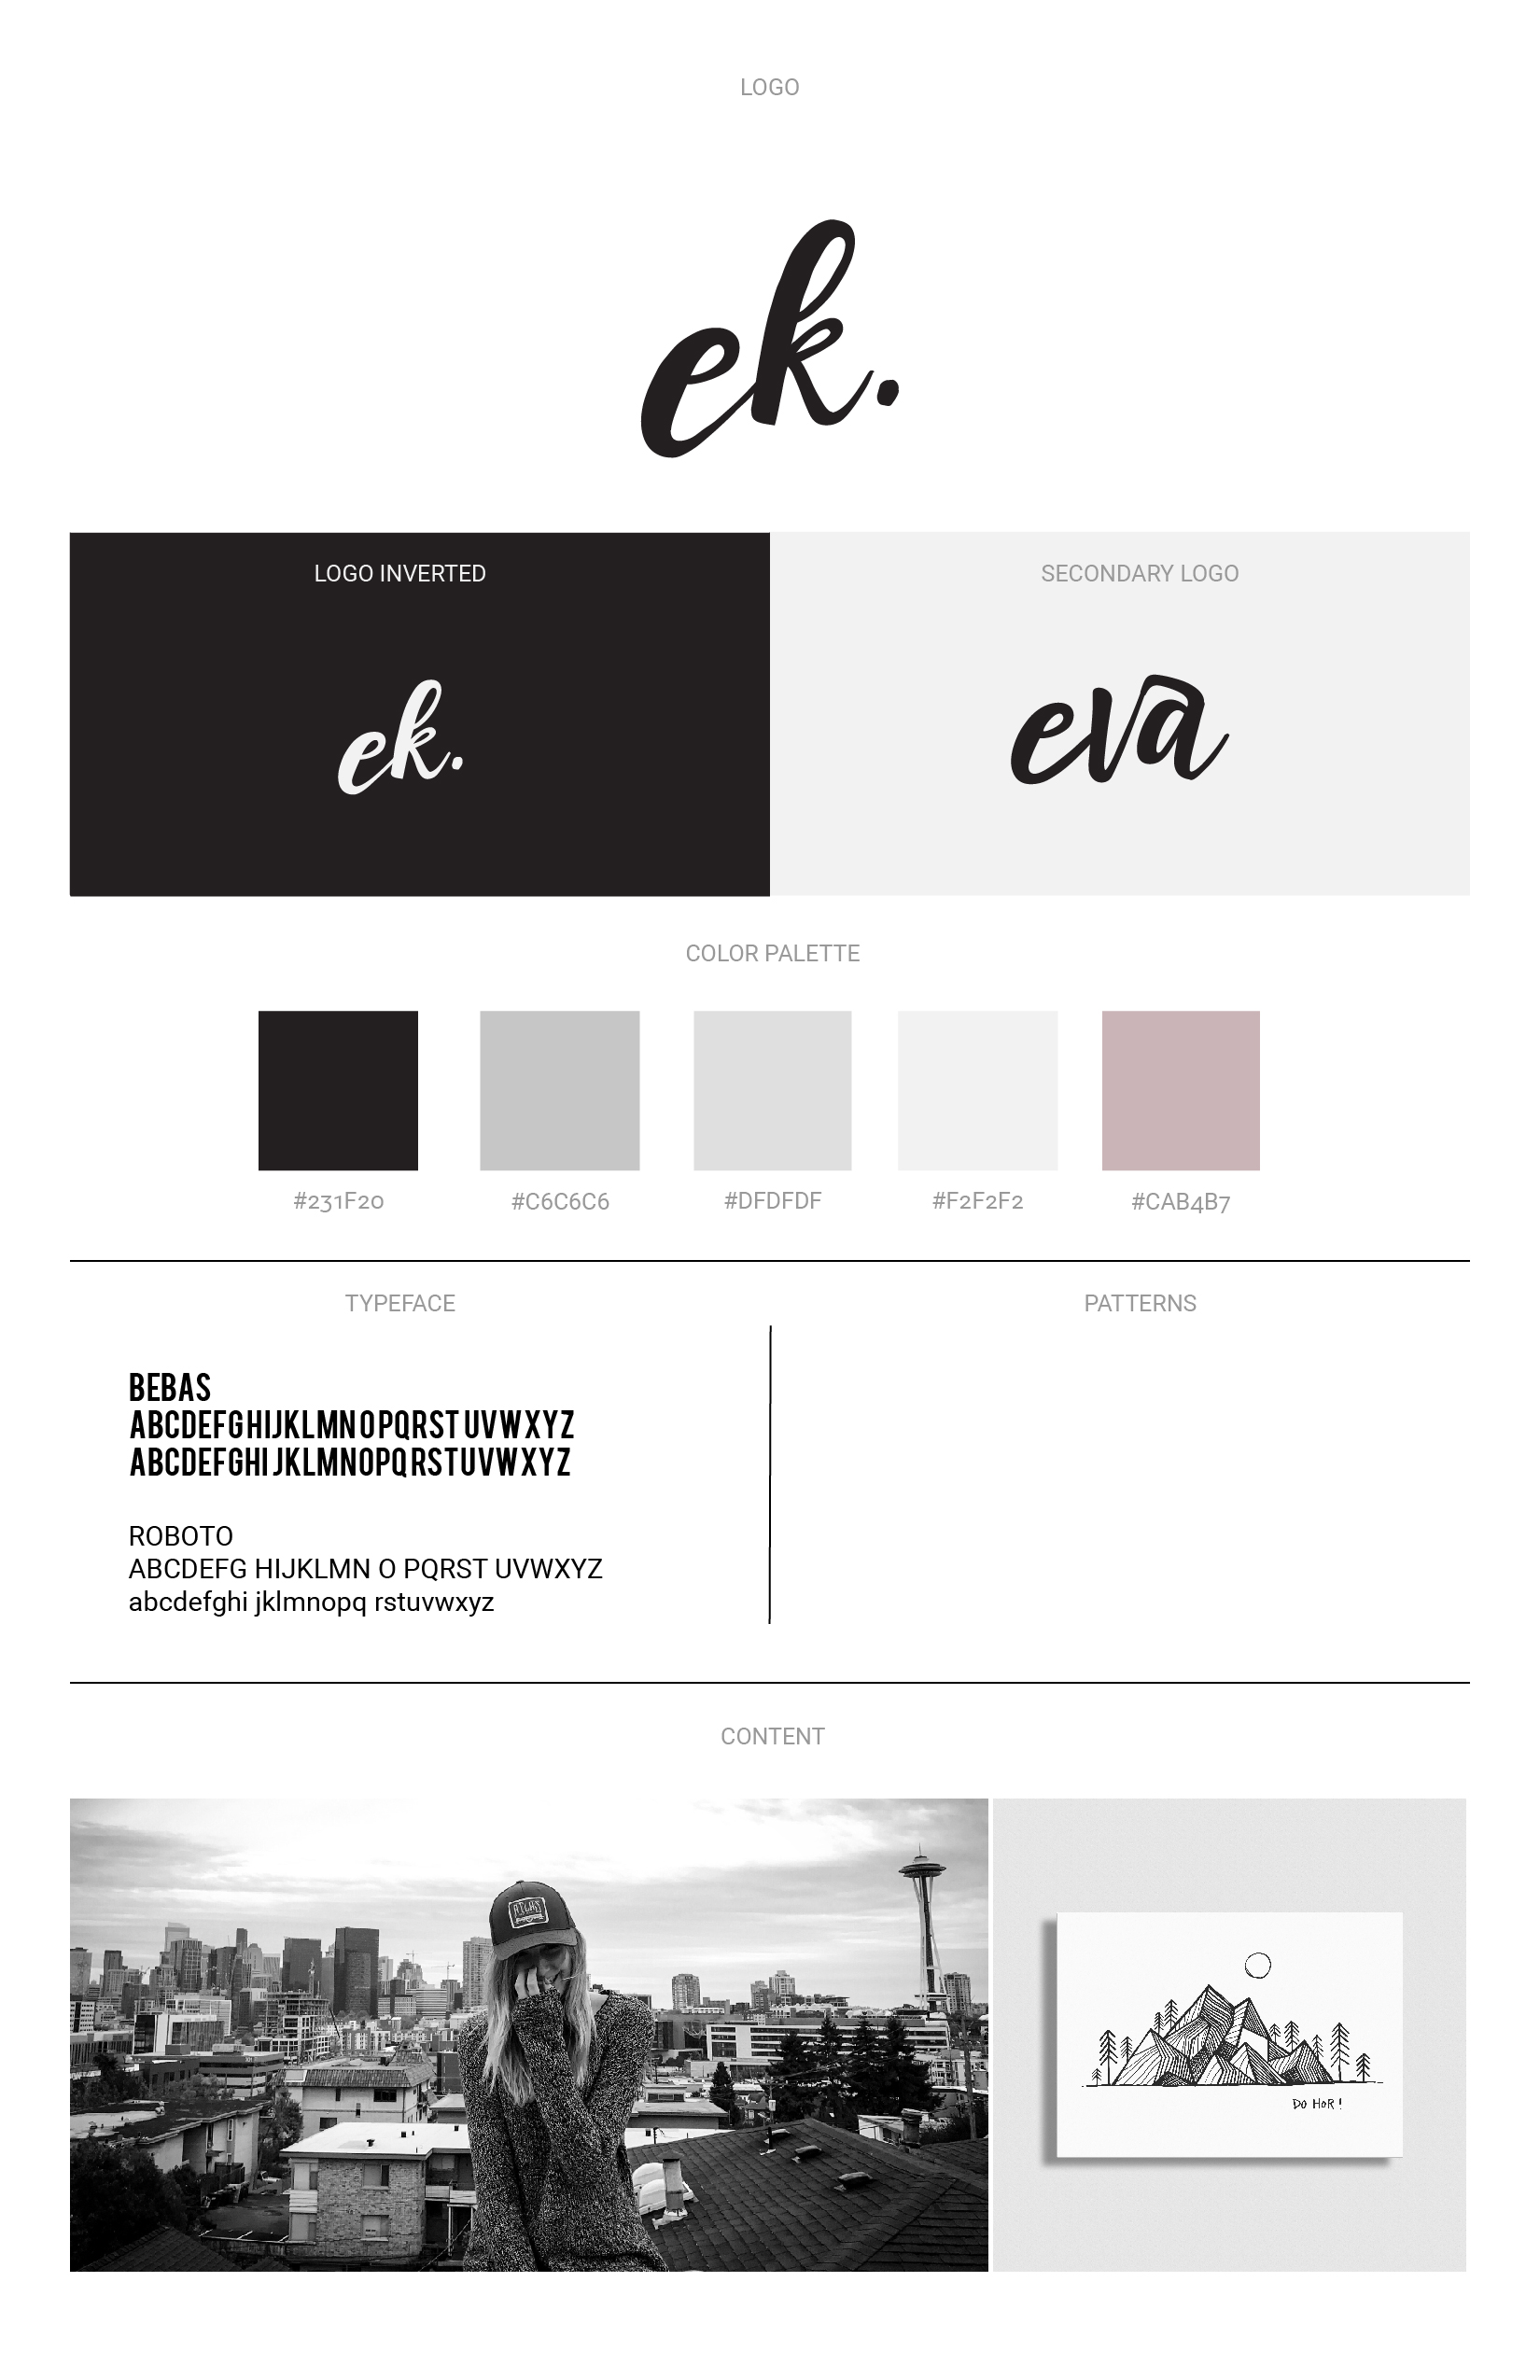 LOGO
ek.
LOGO INVERTED
SECONDARY LOGO
ek.
eva
COLOR PALETTE
#231F20
#C6C6C6
#DFDFDF
#F2F2F2
#CAB4B7
TYPEFACE
PATTERNS
BEBAS
ABCDEFGHIJKLMNOPQRSTUVWXYZ
ABCDEFGHIJKLMNOPQRSTUVWXYZ
ROBOTO
ABCDEFG HIJKLMN O PQRST UVWXYZ
abcdefghi jklmnopq rstuvwxyz
CONTENT
DO HOR !